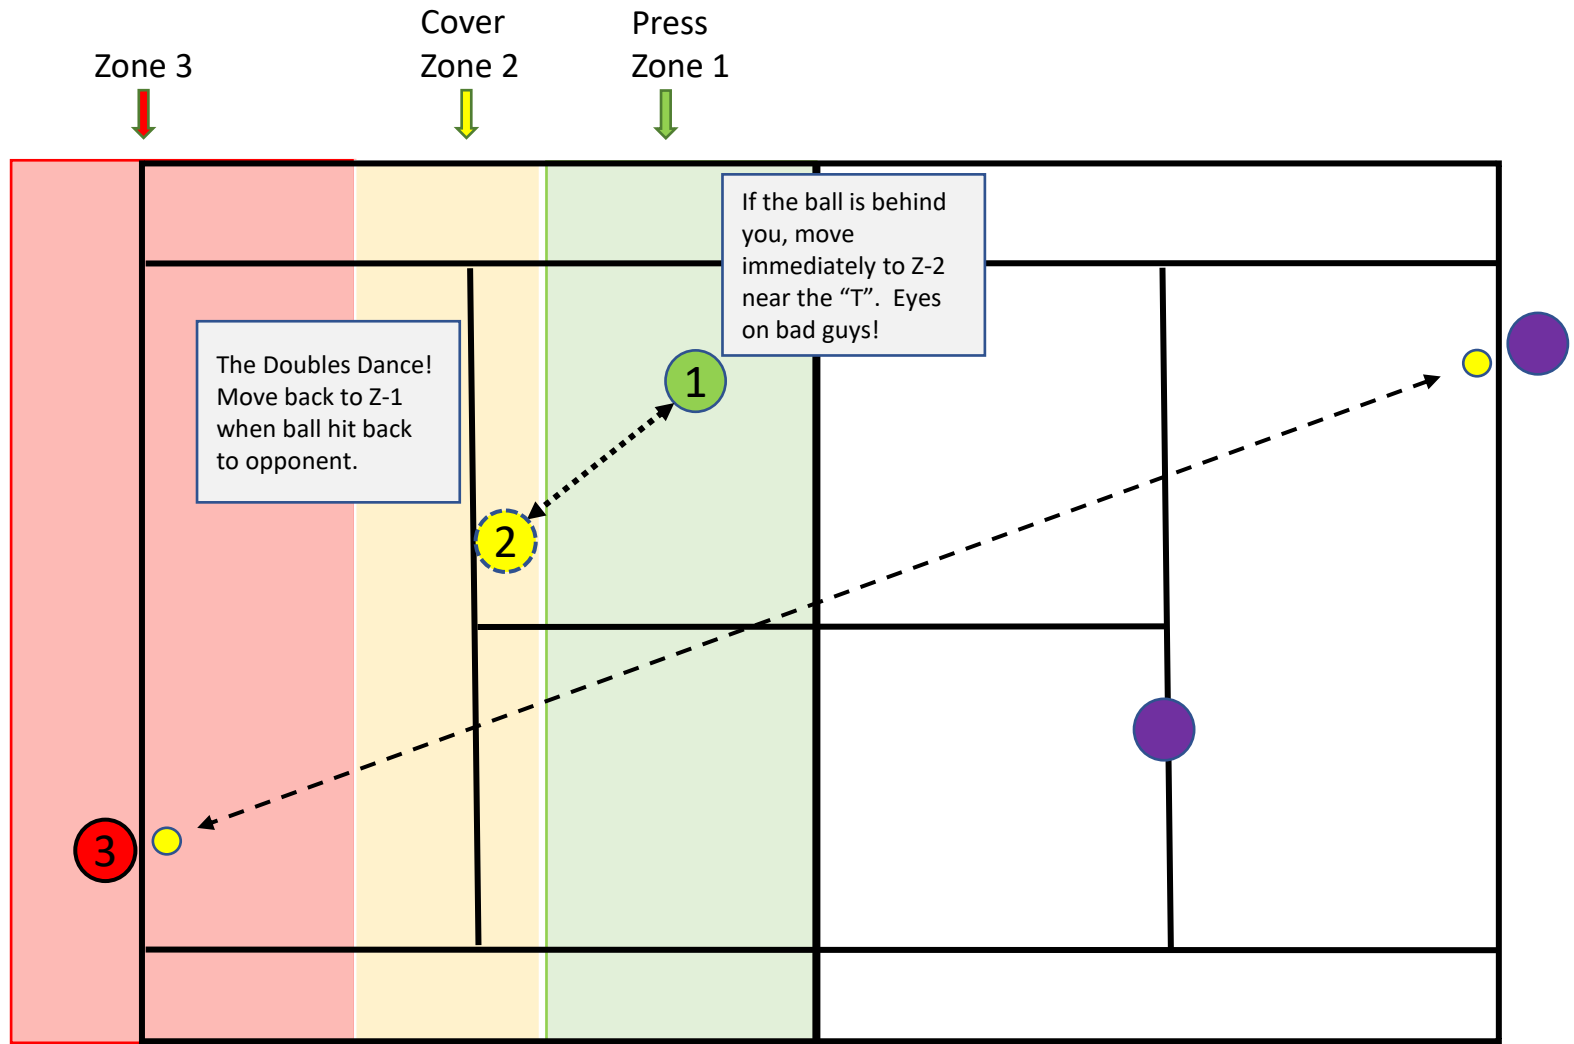 Cover
Press
Zone 3
Zone 2
Zone 1
If the ball is behind
you, move
immediately to Z-2
near the “T”.  Eyes
on bad guys!
The Doubles Dance!
Move back to Z-1
when ball hit back
to opponent.
1
2
3